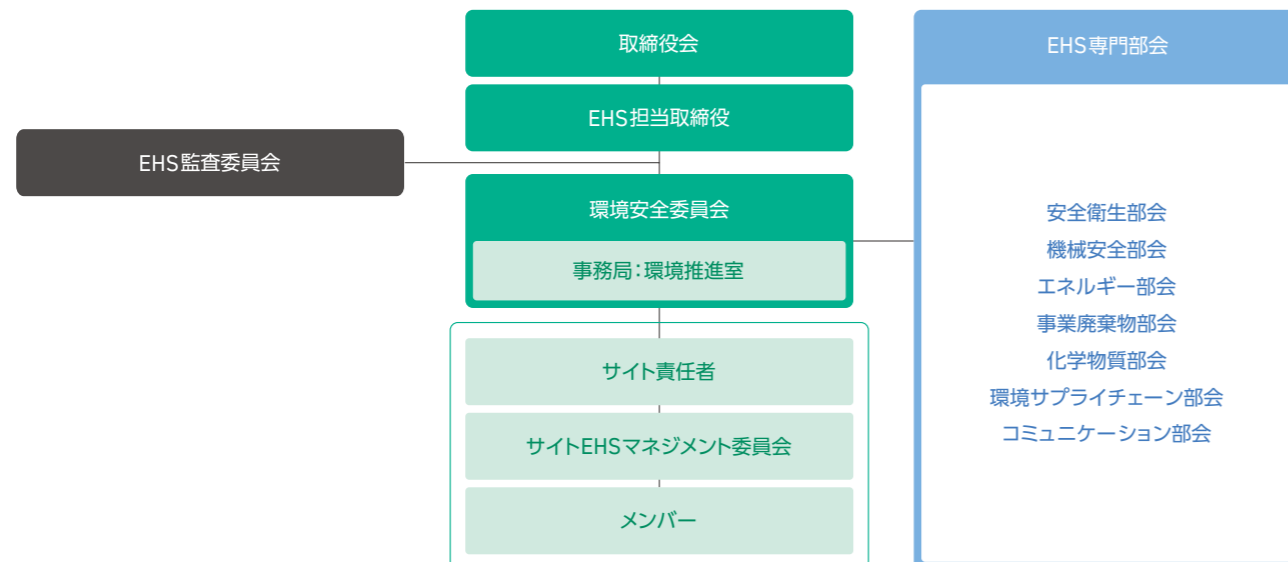 取締役会
EHS担当取締役
EHS監査委員会
環境安全委員会
事務局：環境推進室
サイト責任者
サイトEHSマネジメント委員会
メンバー
EHS専門部会
安全衛生部会
機械安全部会
エネルギー部会
事業廃棄物部会
化学物質部会
環境サプライチェーン部会
コミュニケーション部会